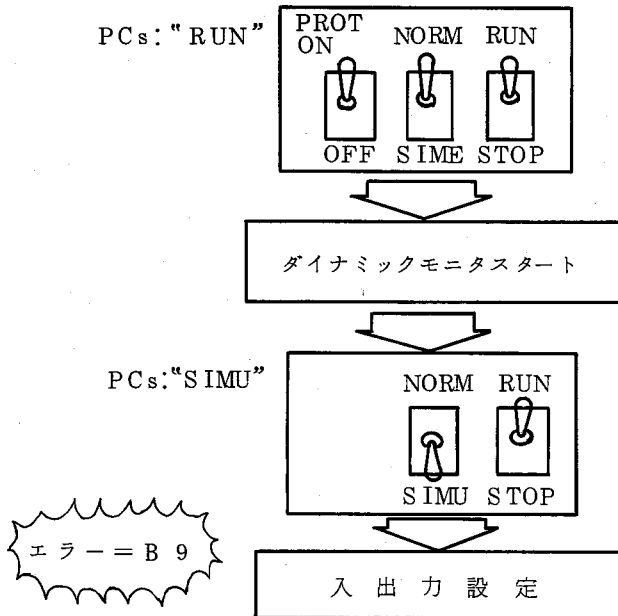 PCs:"RUN"
PROT
ON NORM RUN
OFF SIME STOP
ダイナミックモニタスタート
PCs:"SIMU"
NORM RUN
SIMU STOP
エラー=B9
入出力設定